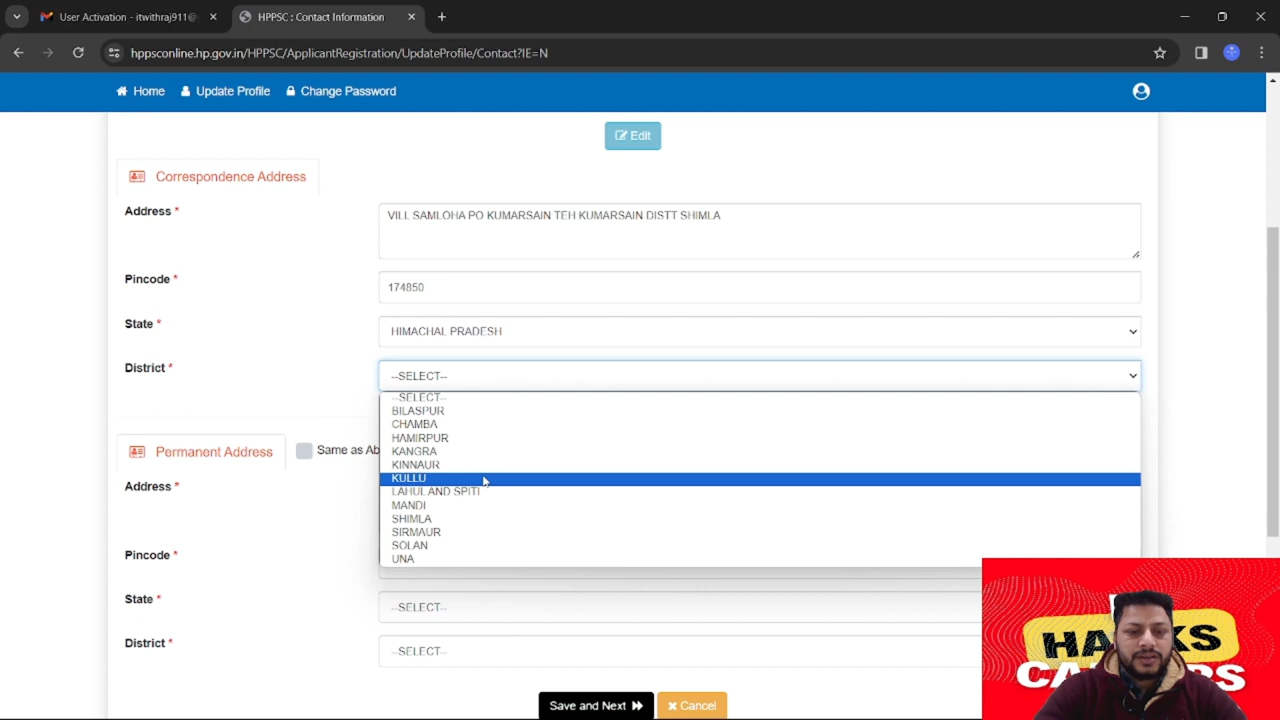 User Activation - itwithraj911@
HPPSC : Contact Information
hppsconline.hp.gov.in/HPPSC/ApplicantRegistration/UpdateProfile/Contact?IE=N
Home Update Profile Change Password
Edit
Correspondence Address
Address *
VILL SAMLOHA PO KUMARSAIN TEH KUMARSAIN DISTT SHIMLA
Pincode *
174850
State *
HIMACHAL PRADESH
District *
--SELECT--
--SELECT--
BILASPUR
CHAMBA
HAMIRPUR
KANGRA
KINNAUR
KULLU
LAHUL AND SPITI
MANDI
SHIMLA
SIRMAUR
SOLAN
UNA
Permanent Address
Same as Ab
Address *
Pincode *
State *
--SELECT--
District *
--SELECT--
Save and Next
Cancel